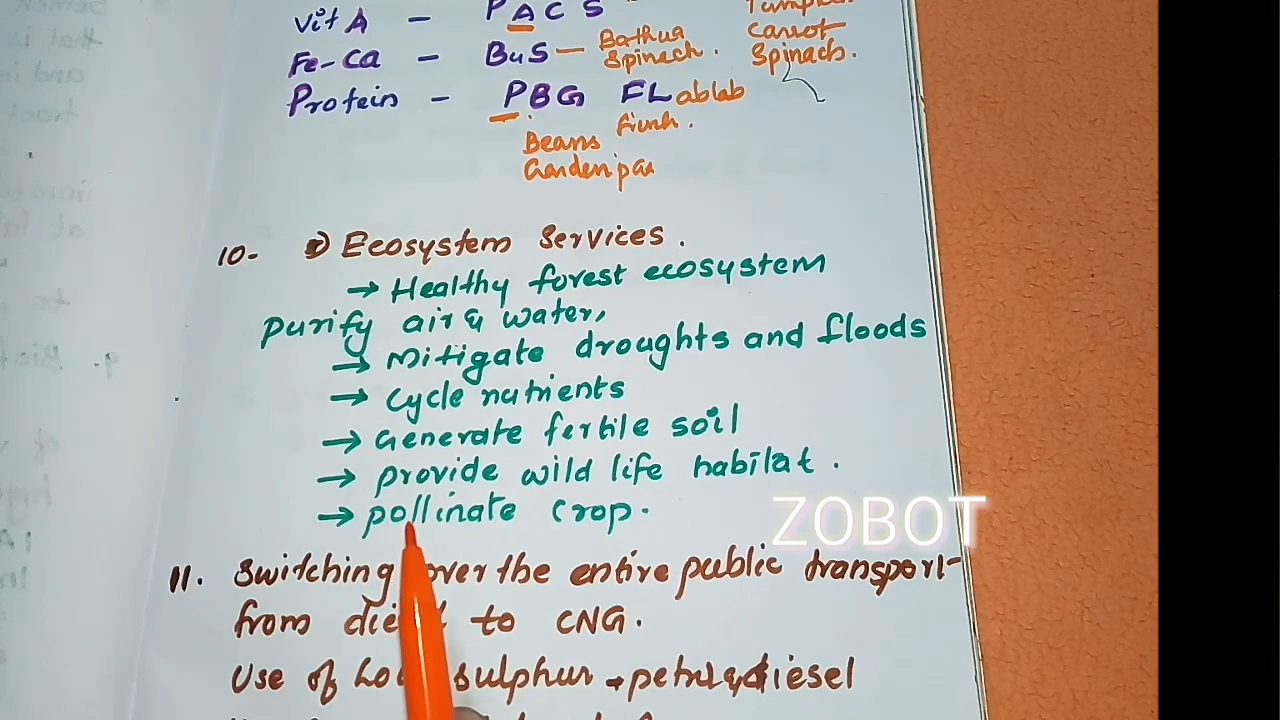 Vit A - PACS
Carrot
Fe-Ca - BuS - Bathua
Spinach. Spinach.
Protein - PBG FLablab
Beans
10- Ecosystem Services.
→ Healthy forest ecosystem
Purify air & water,
→ Mitigate droughts and floods
→ Cycle nutrients
→ Generate fertile soil
→ provide wild life habitat.
→ pollinate crop.
ZOBOT
11. Switching over the entire public transport
from to CNG.
Use of sulphur petrol & diesel